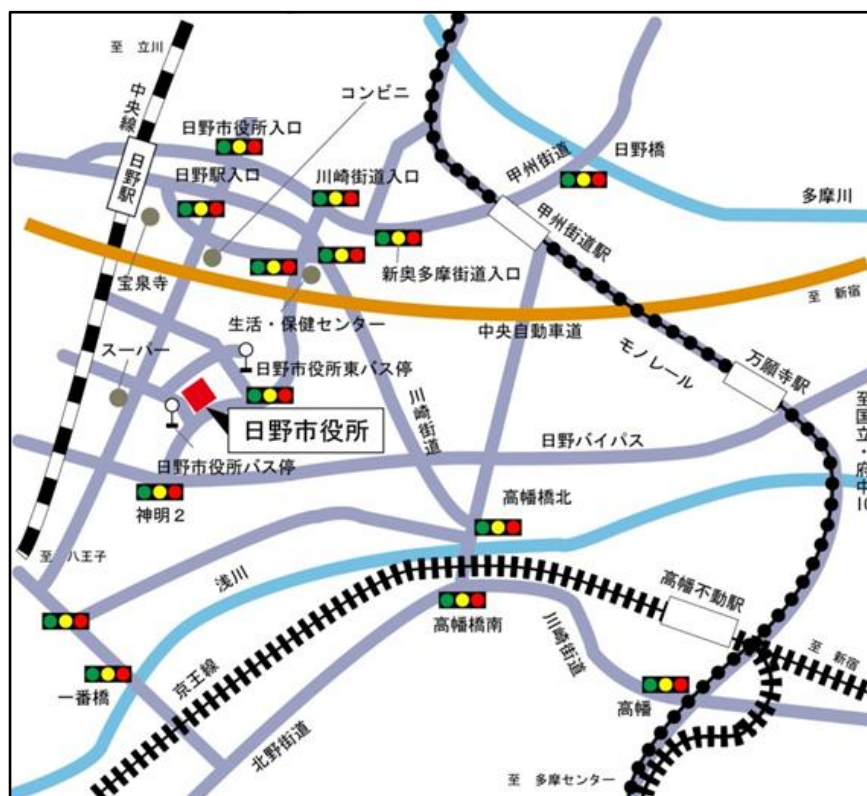 至 立川
中央線
日野駅
コンビニ
日野市役所入口
日野駅入口
川崎街道入口
甲州街道
日野橋
多摩川
甲州街道駅
新奥多摩街道入口
宝泉寺
至 新宿
生活・保健センター
中央自動車道
スーパー
モノレール
万願寺駅
日野市役所東バス停
川崎街道
日野市役所
日野バイパス
至国立・府中IC
日野市役所バス停
神明2
高幡橋北
至 八王子
浅川
高幡不動駅
高幡橋南
川崎街道
至 新宿
一番橋
京王線
北野街道
高幡
至 多摩センター